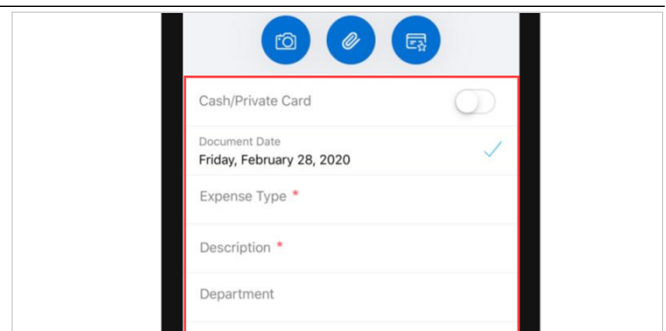 Cash/Private Card
Document Date
Friday, February 28, 2020
Expense Type *
Description *
Department